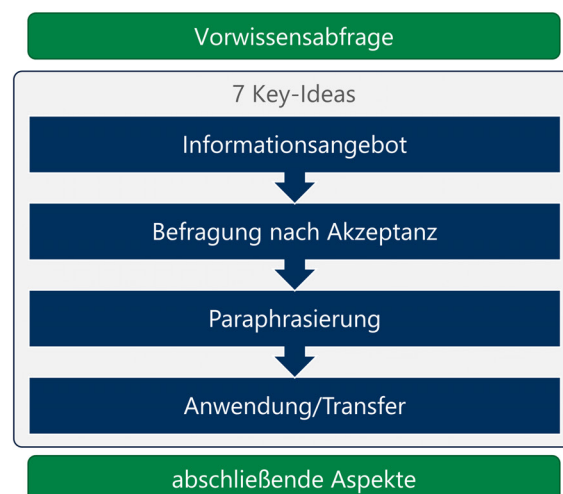 Vorwissensabfrage
7 Key-Ideas
Informationsangebot
Befragung nach Akzeptanz
Paraphrasierung
Anwendung/Transfer
abschließende Aspekte